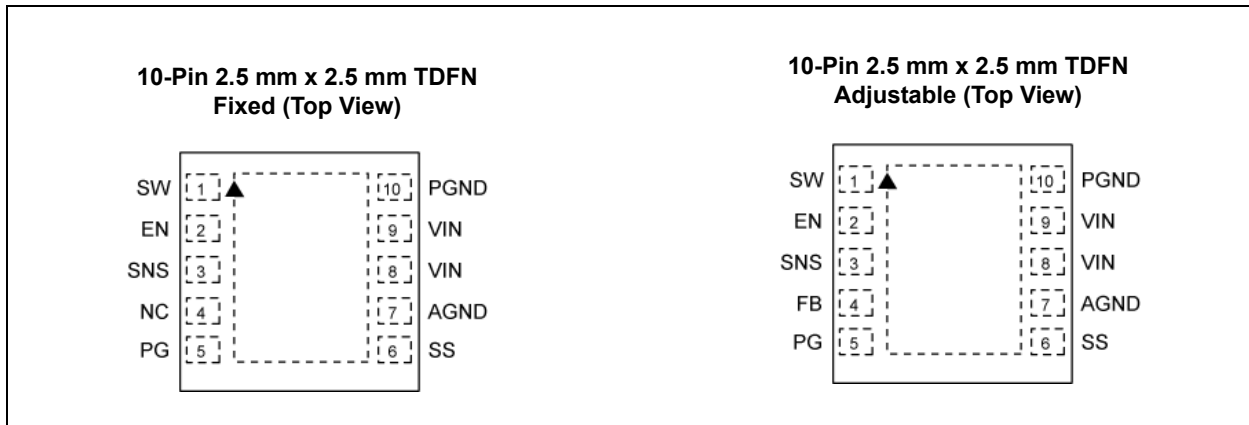 10-Pin 2.5 mm x 2.5 mm TDFN
Fixed (Top View)
SW 1 10 PGND
EN 2 9 VIN
SNS 3 8 VIN
NC 4 7 AGND
PG 5 6 SS
10-Pin 2.5 mm x 2.5 mm TDFN
Adjustable (Top View)
SW 1 10 PGND
EN 2 9 VIN
SNS 3 8 VIN
FB 4 7 AGND
PG 5 6 SS